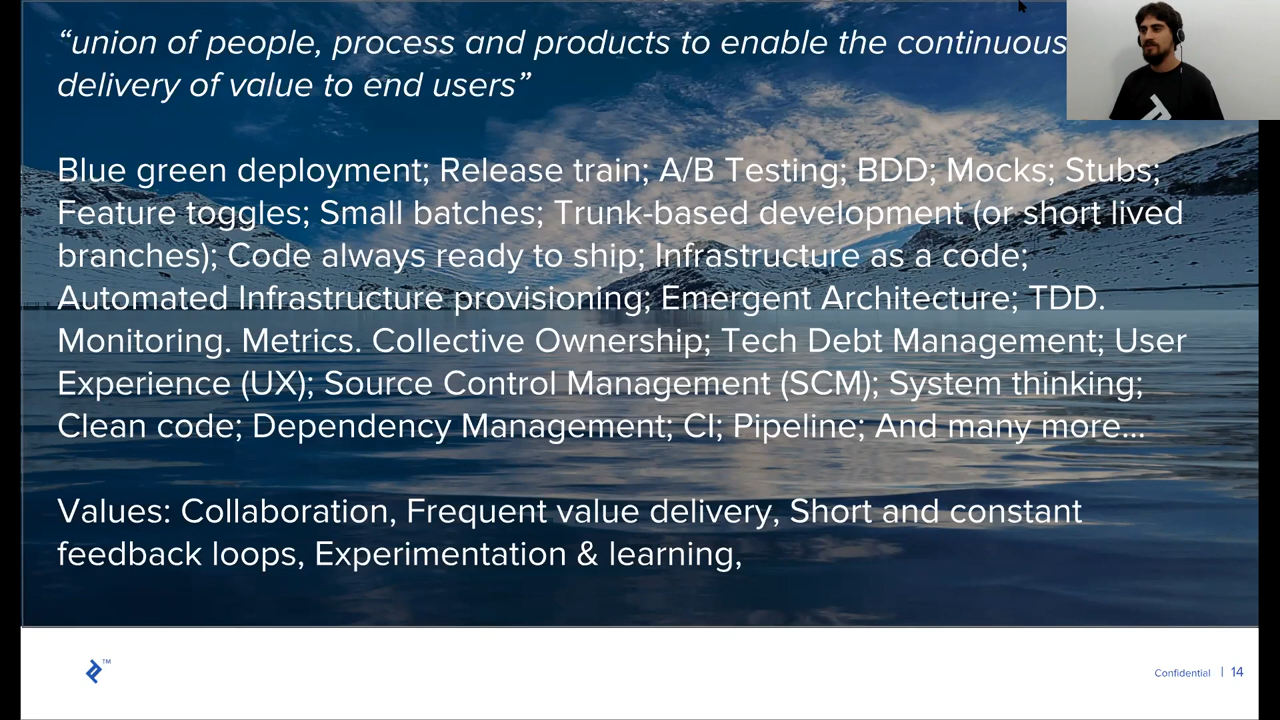 “union of people, process and products to enable the continuous
delivery of value to end users”
Blue green deployment; Release train; A/B Testing; BDD; Mocks; Stubs;
Feature toggles; Small batches; Trunk-based development (or short lived
branches); Code always ready to ship; Infrastructure as a code;
Automated Infrastructure provisioning; Emergent Architecture; TDD.
Monitoring. Metrics. Collective Ownership; Tech Debt Management; User
Experience (UX); Source Control Management (SCM); System thinking;
Clean code; Dependency Management; CI; Pipeline; And many more...
Values: Collaboration, Frequent value delivery, Short and constant
feedback loops, Experimentation & learning,
TM
Confidential | 14